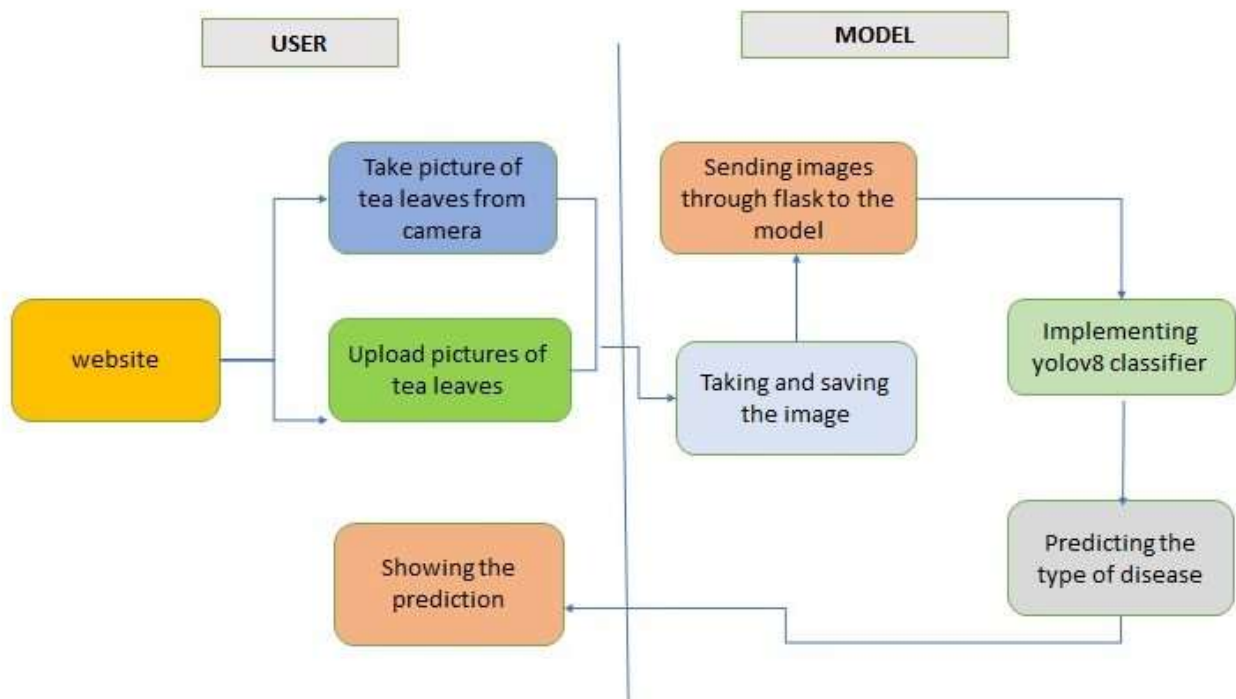 USER
MODEL
Take picture of
tea leaves from
camera
Sending images
through flask to the
model
website
Upload pictures of
tea leaves
Taking and saving
the image
Implementing
yolov8 classifier
Showing the
prediction
Predicting the
type of disease